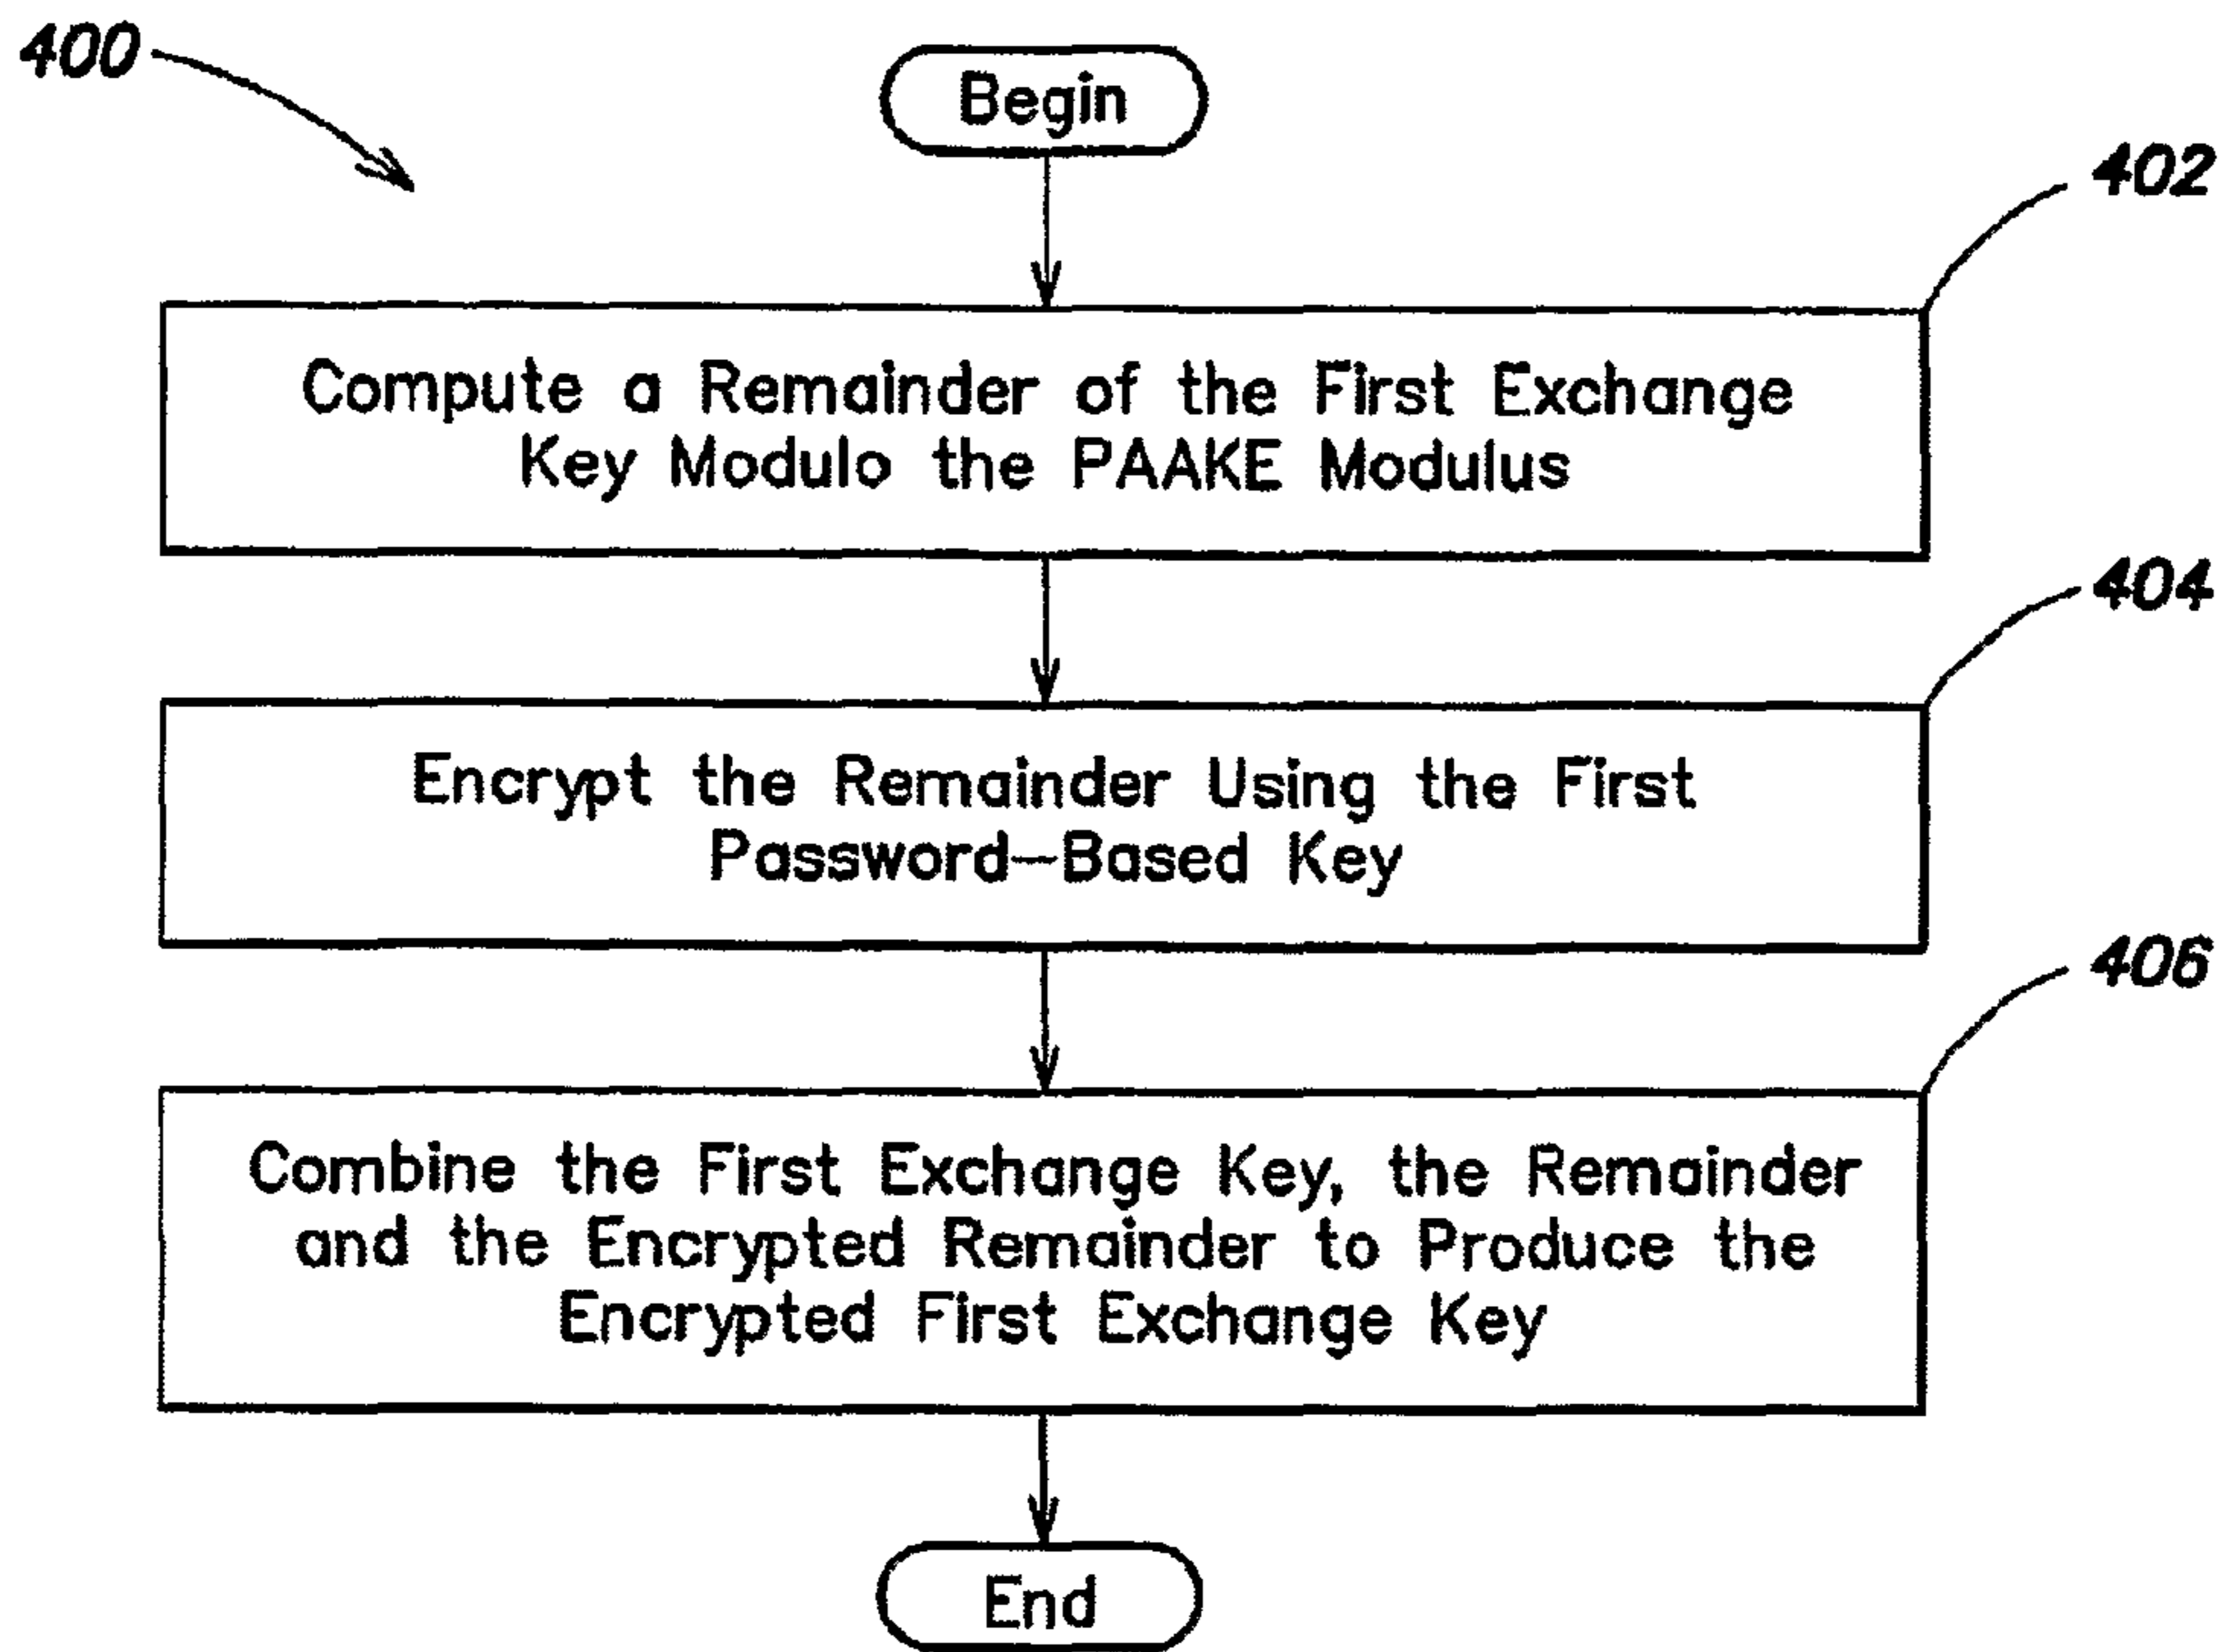 400
Begin
402
Compute a Remainder of the First Exchange
Key Modulo the PAAKE Modulus
404
Encrypt the Remainder Using the First
Password-Based Key
406
Combine the First Exchange Key, the Remainder
and the Encrypted Remainder to Produce the
Encrypted First Exchange Key
End